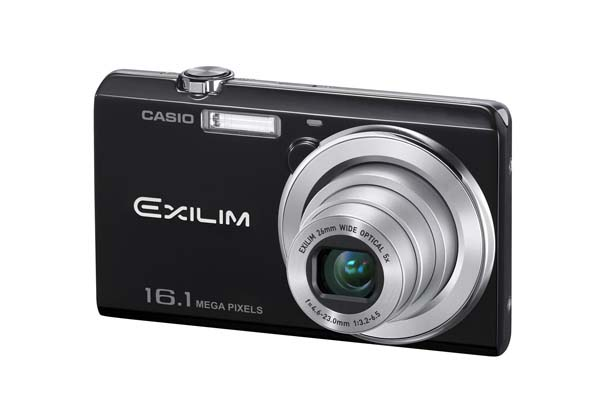 CASIO
EXILIM
16.1 MEGA PIXELS
EXILIM 26mm WIDE OPTICAL 5x
f=4.6-23.0mm 1:3.2-6.5